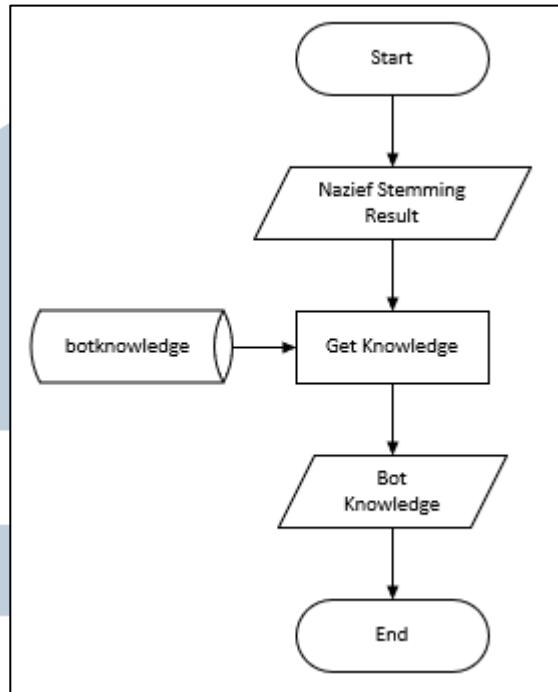 Start
Nazief Stemming
Result
botknowledge
Get Knowledge
Bot
Knowledge
End